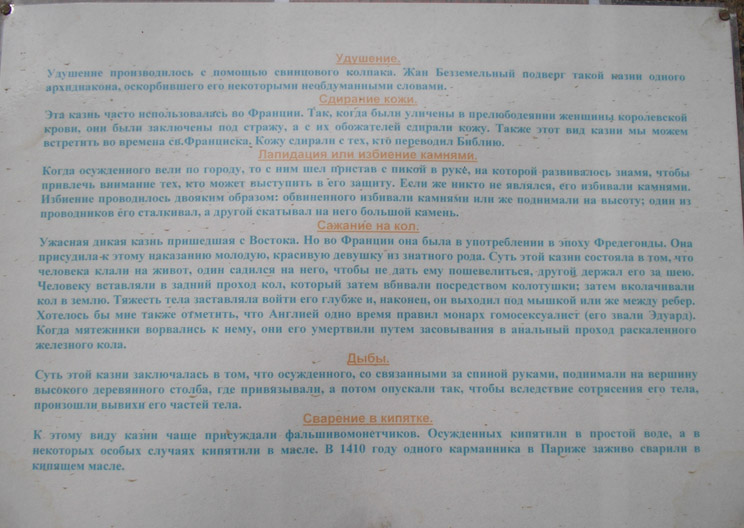 Удушение.
Удушение производилось с помощью свинцового колпака. Жан Безземельный подверг такой казни одного
архидиакона, оскорбившего его некоторыми необдуманными словами.
Сдирание кожи.
Эта казнь часто использовалась во Франции. Так, когда были уличены в прелюбодеянии женщины королевской
крови, они были заключены под стражу, а с их обожателей сдирали кожу. Также этот вид казни мы можем
встретить во времена св.Франциска. Кожу сдирали с тех, кто переводил Библию.
Лапидация или избиение камнями.
Когда осужденного вели по городу, то с ним шел пристав с пикой в руке, на которой развивалось знамя, чтобы
привлечь внимание тех, кто может выступить в его защиту. Если же никто не являлся, его избивали камнями.
Избиение проводилось двояким образом: обвиненного избивали камнями или же поднимали на высоту; один из
проводников его сталкивал, а другой скатывал на него большой камень.
Сажание на кол.
Ужасная дикая казнь пришедшая с Востока. Но во Франции она была в употреблении в эпоху Фредегонды. Она
присудила к этому наказанию молодую, красивую девушку из знатного рода. Суть этой казни состояла в том, что
человека клали на живот, один садился на него, чтобы не дать ему пошевелиться, другой держал его за шею.
Человеку вставляли в задний проход кол, который затем вбивали посредством колотушки; затем вколачивали
кол в землю. Тяжесть тела заставляла войти его глубже и, наконец, он выходил под мышкой или же между ребер.
Хотелось бы мне также отметить, что Англией одно время правил монарх гомосексуалист (его звали Эдуард).
Когда мятежники ворвались к нему, они его умертвили путем засовывания в анальный проход раскаленного
железного кола.
Дыбы.
Суть этой казни заключалась в том, что осужденного, со связанными за спиной руками, поднимали на вершину
высокого деревянного столба, где привязывали, а потом опускали так, чтобы вследствие сотрясения его тела,
произошли вывихи его частей тела.
Сварение в кипятке.
К этому виду казни чаще присуждали фальшивомонетчиков. Осужденных кипятили в простой воде, а в
некоторых особых случаях кипятили в масле. В 1410 году одного карманника в Париже заживо сварили в
кипящем масле.